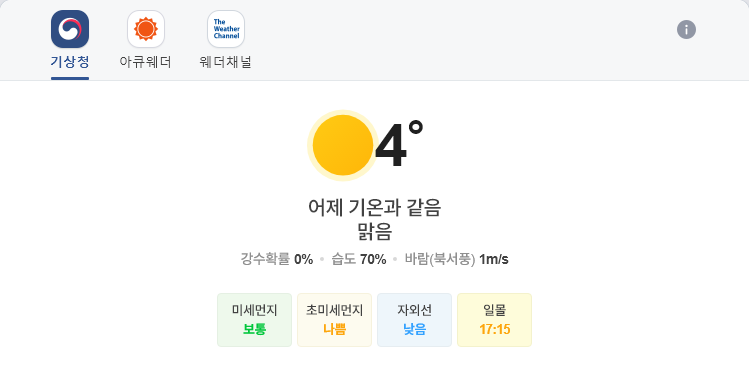 The
Weather
Channel
기상청 아큐웨더 웨더채널
4°
어제 기온과 같음
맑음
강수확률 0% 습도 70% 바람(북서풍) 1m/s
미세먼지 초미세먼지 자외선 일몰
보통 나쁨 낮음 17:15